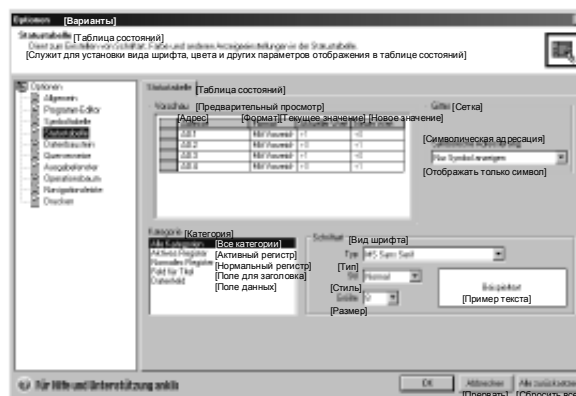 Optionen [Варианты]
Statustabelle [Таблица состояний]
Dient zum Einstellen von Schriftart, Farbe und anderen Anzeigeeinstellungen in der Statustabelle.
[Служит для установки вида шрифта, цвета и других параметров отображения в таблице состояний]
Optionen
Allgemein
Programm-Editor
Symboltabelle
Statustabelle
Datenbaustein
Querverweise
Ausgabefenster
Operationsbaum
Navigationsleiste
Drucken
Statustabelle [Таблица состояний]
Vorschau [Предварительный просмотр]
[Адрес] [Формат] [Текущее значение] [Новое значение]
Gitter [Сетка]
[Символическая адресация]
Nur Symbol anzeigen
[Отображать только символ]
Kategorie [Категория]
Alle Kategorien [Все категории]
Aktives Register [Активный регистр]
Normales Register [Нормальный регистр]
Feld für Titel [Поле для заголовка]
Datenfeld [Поле данных]
Schriftart [Вид шрифта]
Typ MS Sans Serif
[Тип]
Stil Normal
[Стиль]
Größe
[Размер]
Beispieltext
[Пример текста]
Für Hilfe und Unterstützung anklic
OK
Abbrechen
Alle zurücksetzen
[Прервать] [Сбросить все